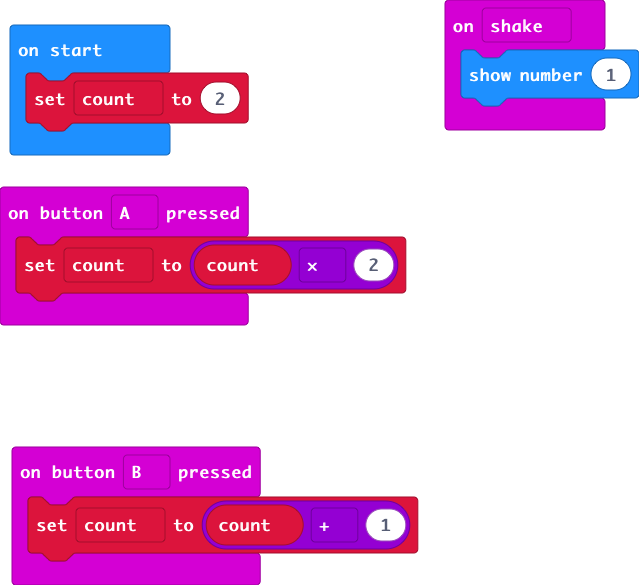 on start
set count to 2
on shake
show number 1
on button A pressed
set count to count × 2
on button B pressed
set count to count + 1